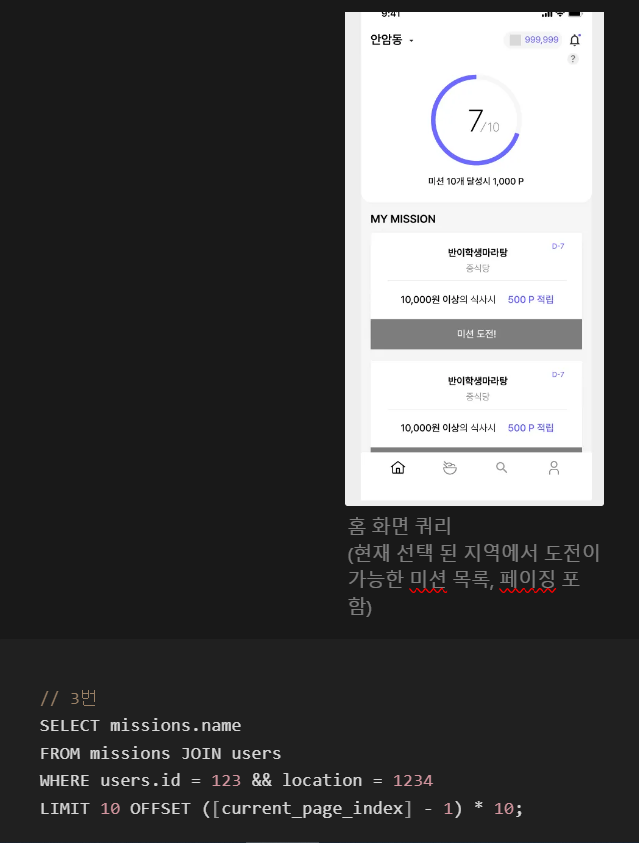 9:41
안암동
999,999
?
7/10
미션 10개 달성시 1,000 P
MY MISSION
D-7
반이학생마라탕
중식당
10,000원 이상의 식사시 500 P 적립
미션 도전!
D-7
반이학생마라탕
중식당
10,000원 이상의 식사시 500 P 적립
홈 화면 쿼리
(현재 선택 된 지역에서 도전이
가능한 미션 목록, 페이징 포
함)
// 3번
SELECT missions.name
FROM missions JOIN users
WHERE users.id = 123 && location = 1234
LIMIT 10 OFFSET ([current_page_index] - 1) * 10;